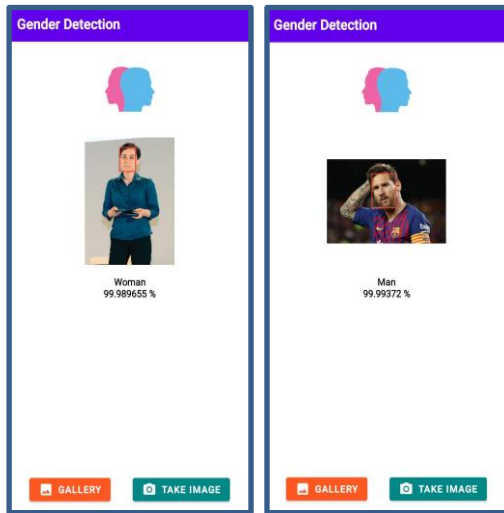 Gender Detection
Woman
99.989655 %
GALLERY
TAKE IMAGE
Gender Detection
Man
99.99372 %
GALLERY
TAKE IMAGE